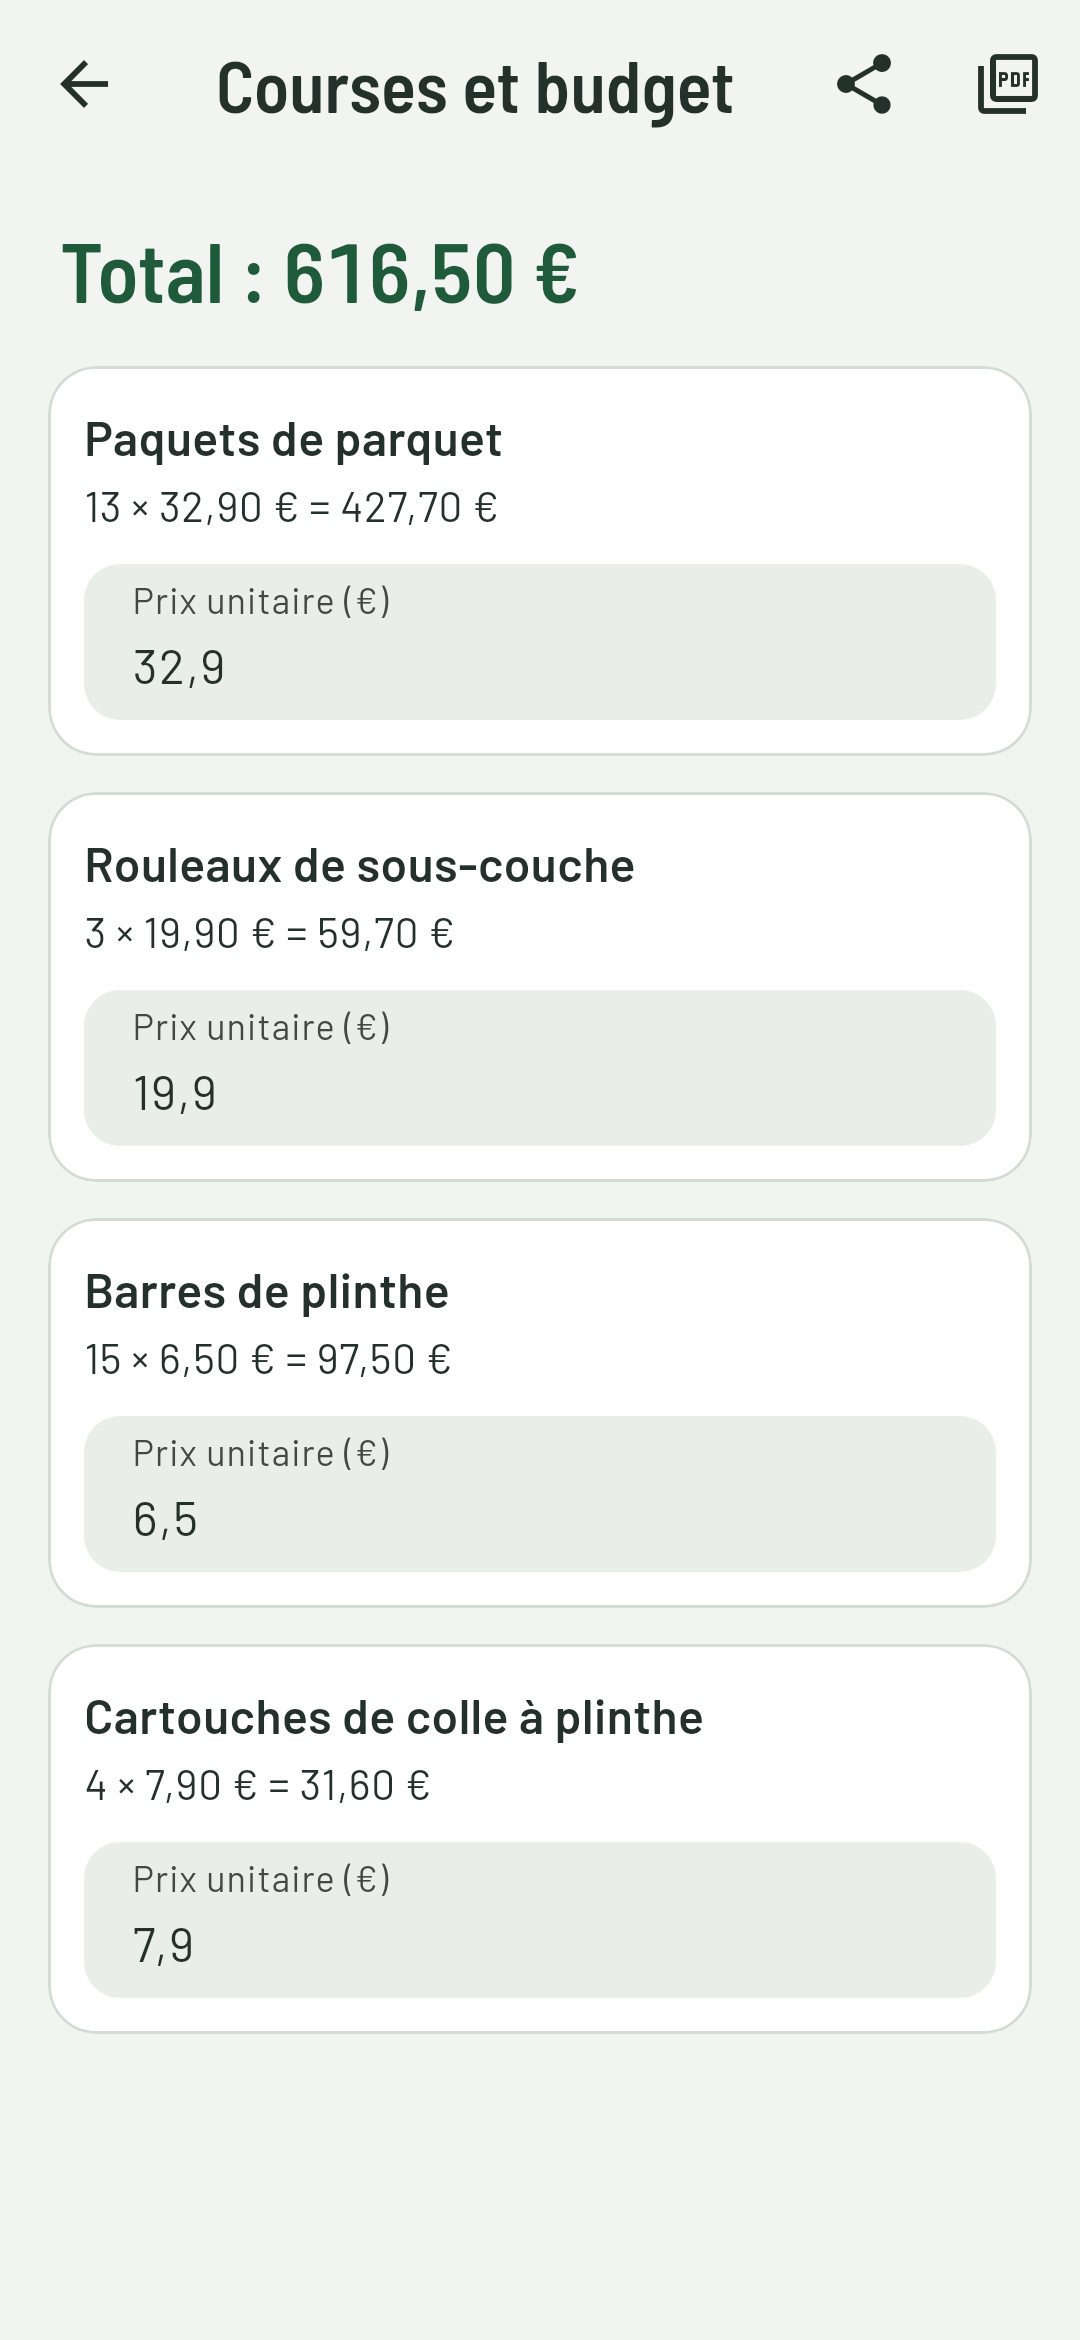 Courses et budget
PDF
Total : 616,50 €
Paquets de parquet
13 × 32,90 € = 427,70 €
Prix unitaire (€)
32,9
Rouleaux de sous-couche
3 × 19,90 € = 59,70 €
Prix unitaire (€)
19,9
Barres de plinthe
15 × 6,50 € = 97,50 €
Prix unitaire (€)
6,5
Cartouches de colle à plinthe
4 × 7,90 € = 31,60 €
Prix unitaire (€)
7,9